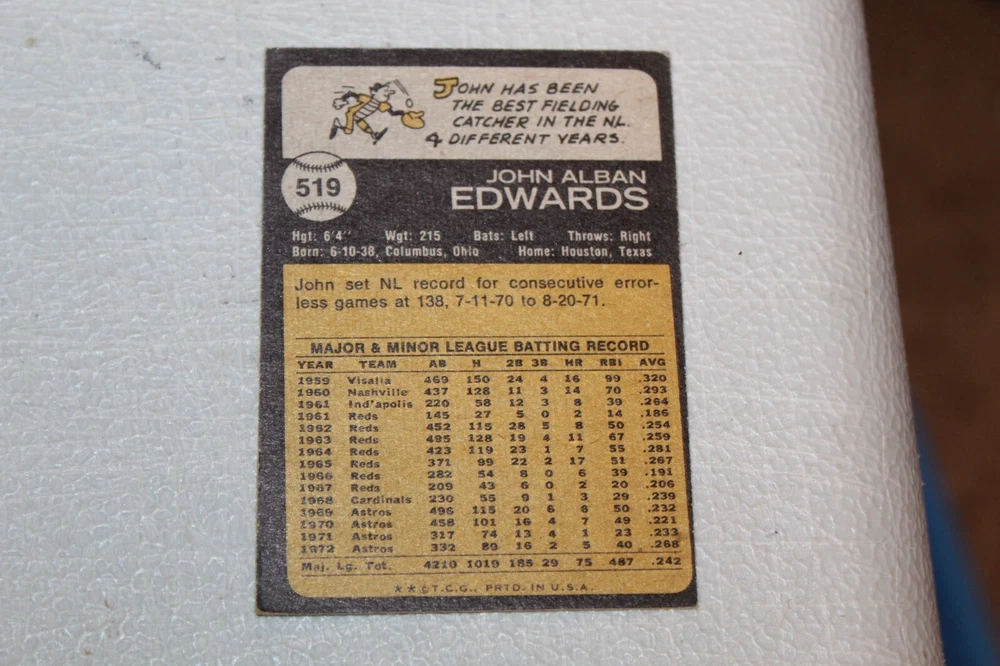 JOHN HAS BEEN
THE BEST FIELDING
CATCHER IN THE NL.
4 DIFFERENT YEARS.
519
JOHN ALBAN
EDWARDS
Hgt: 6'4" Wgt: 215 Bats: Left Throws: Right
Born: 6-10-38, Columbus, Ohio Home: Houston, Texas
John set NL record for consecutive error-
less games at 138, 7-11-70 to 8-20-71.
MAJOR & MINOR LEAGUE BATTING RECORD
YEAR TEAM AB H 2B 3B HR RBI AVG
1959 Visalia 469 150 24 4 16 99 .320
1960 Nashville 437 128 11 3 14 70 .293
1961 Ind'apolis 220 58 12 3 8 39 .264
1961 Reds 145 27 5 0 2 14 .186
1962 Reds 452 115 28 5 8 50 .254
1963 Reds 495 128 19 4 11 67 .259
1964 Reds 423 119 23 1 7 55 .281
1965 Reds 371 99 22 2 17 51 .267
1966 Reds 282 54 8 0 6 39 .191
1967 Reds 209 43 6 0 2 20 .206
1968 Cardinals 230 55 9 1 3 29 .239
1969 Astros 496 115 20 6 6 50 .232
1970 Astros 458 101 16 4 7 49 .221
1971 Astros 317 74 13 4 1 23 .233
1972 Astros 332 89 16 2 5 40 .268
Maj. Lg. Tot. 4210 1019 185 29 75 487 .242
**©T.C.G., PRTD. IN U.S.A.